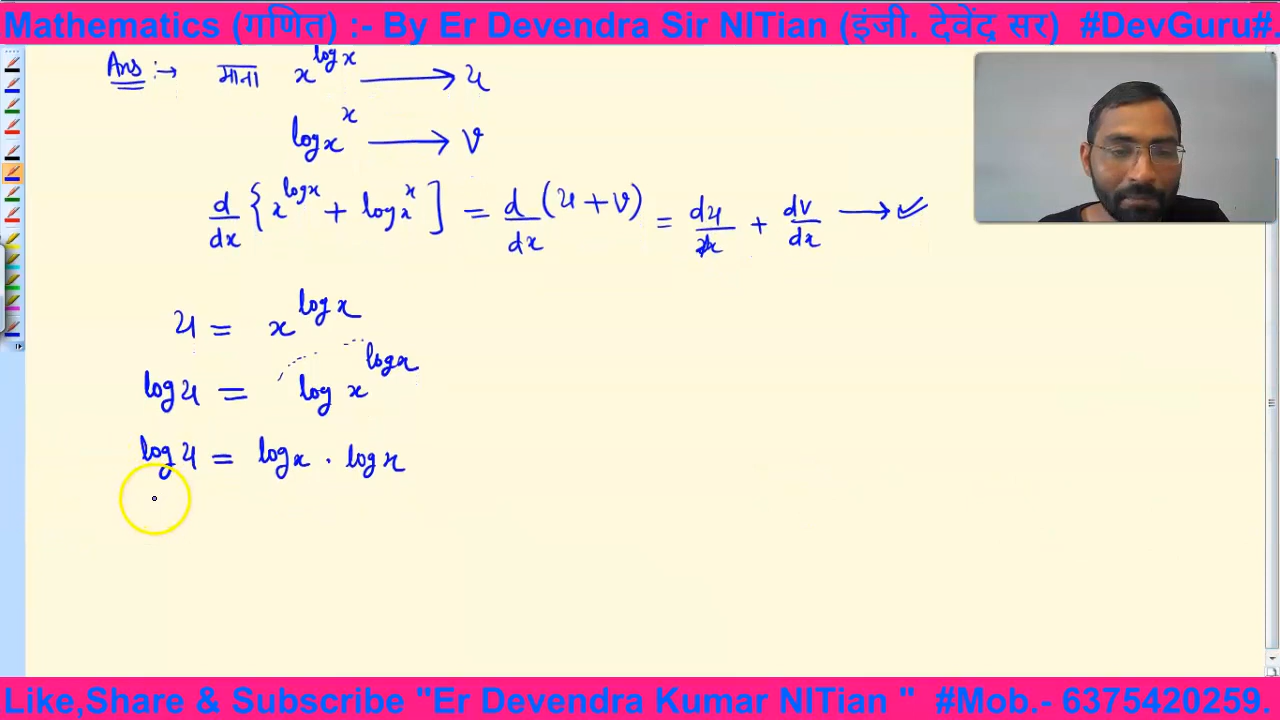 Mathematics (गणित) :- By Er Devendra Sir NITian (इंजी. देवेंद्र सर) #DevGuru#.
Ans :→ माना x^{log x} ⟶ u
log x^x ⟶ v
d/dx {x^{log x} + log x^x] = d/dx (u + v) = du/dx + dv/dx ⟶ ✓
u = x^{log x}
log u = log x^{log x}
log u = log x . log x
Like,Share & Subscribe "Er Devendra Kumar NITian " #Mob.- 6375420259.